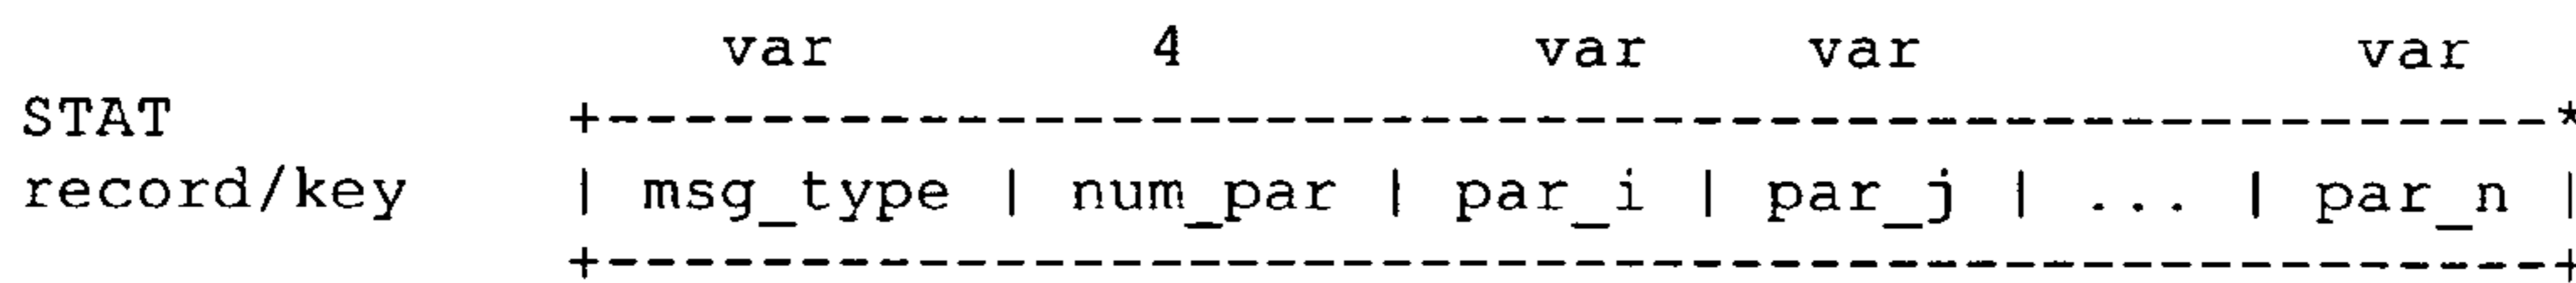 var 4 var var var
STAT +--------------------------------------------------*
record/key | msg_type | num_par | par_i | par_j | ... | par_n |
+--------------------------------------------------+